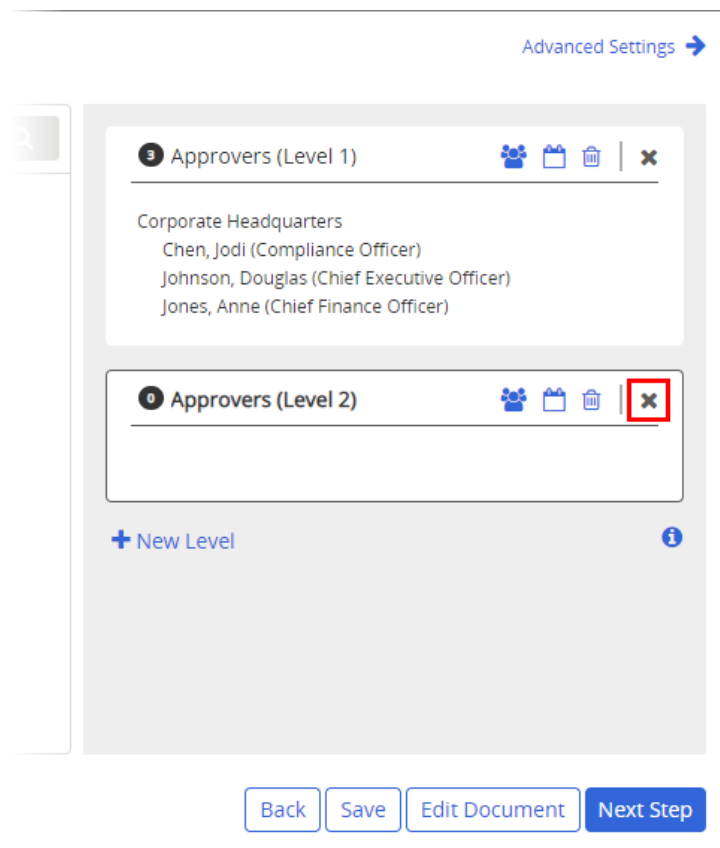 Advanced Settings
3 Approvers (Level 1)
Corporate Headquarters
Chen, Jodi (Compliance Officer)
Johnson, Douglas (Chief Executive Officer)
Jones, Anne (Chief Finance Officer)
0 Approvers (Level 2)
New Level
Back Save Edit Document Next Step